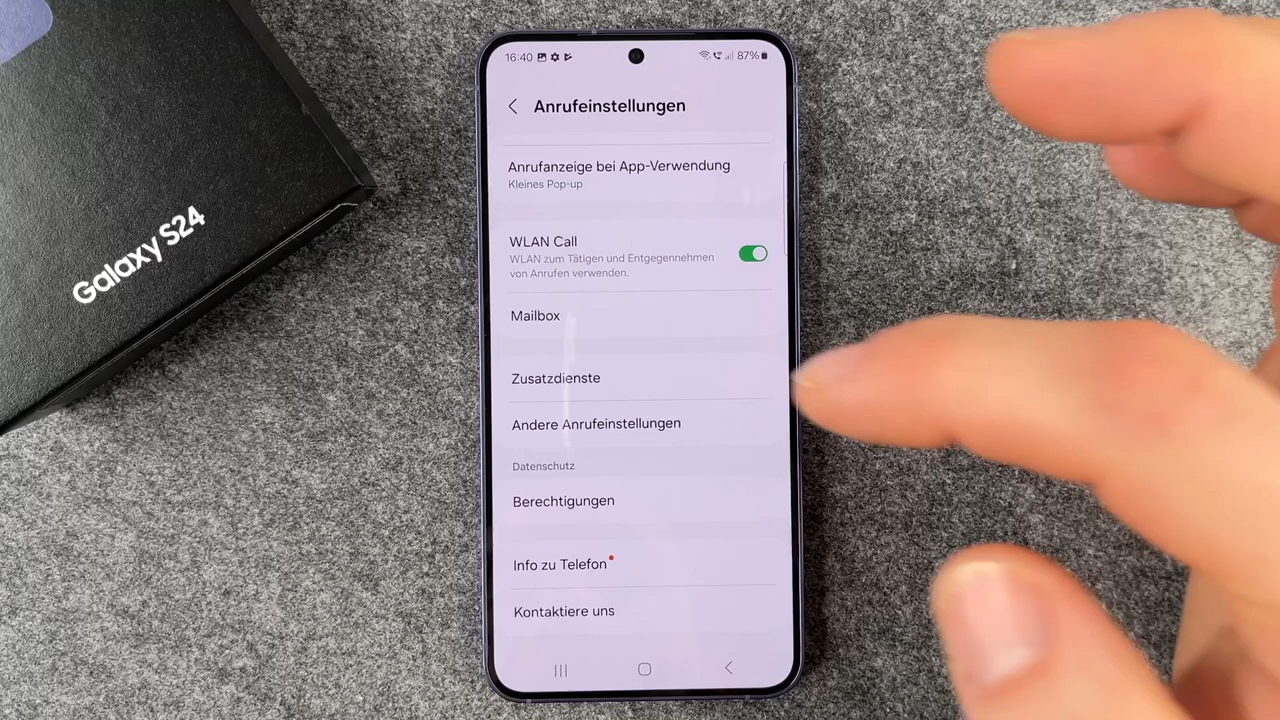 Galaxy S24
16:40
87%
Anrufeinstellungen
Anrufanzeige bei App-Verwendung
Kleines Pop-up
WLAN Call
WLAN zum Tätigen und Entgegennehmen
von Anrufen verwenden.
Mailbox
Zusatzdienste
Andere Anrufeinstellungen
Datenschutz
Berechtigungen
Info zu Telefon
Kontaktiere uns